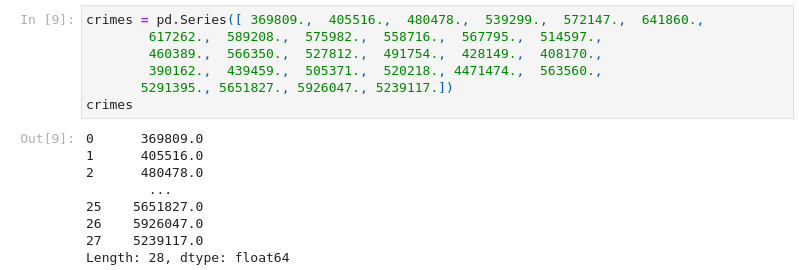 In [9]: crimes = pd.Series([ 369809.,  405516.,  480478.,  539299.,  572147.,  641860.,
617262.,  589208.,  575982.,  558716.,  567795.,  514597.,
460389.,  566350.,  527812.,  491754.,  428149.,  408170.,
390162.,  439459.,  505371.,  520218., 4471474.,  563560.,
5291395., 5651827., 5926047., 5239117.])
crimes
Out[9]: 0      369809.0
1      405516.0
2      480478.0
...
25    5651827.0
26    5926047.0
27    5239117.0
Length: 28, dtype: float64